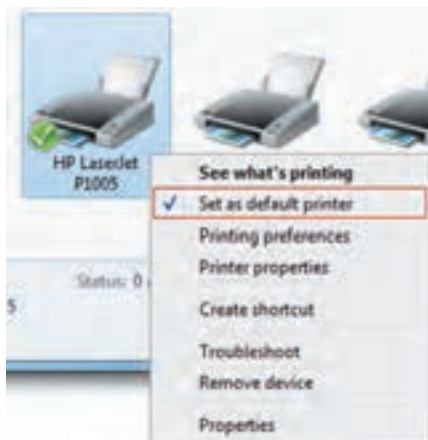 HP LaserJet
P1005
See what's printing
Set as default printer
Printing preferences
Printer properties
Create shortcut
Troubleshoot
Remove device
Properties
Status: 0
5